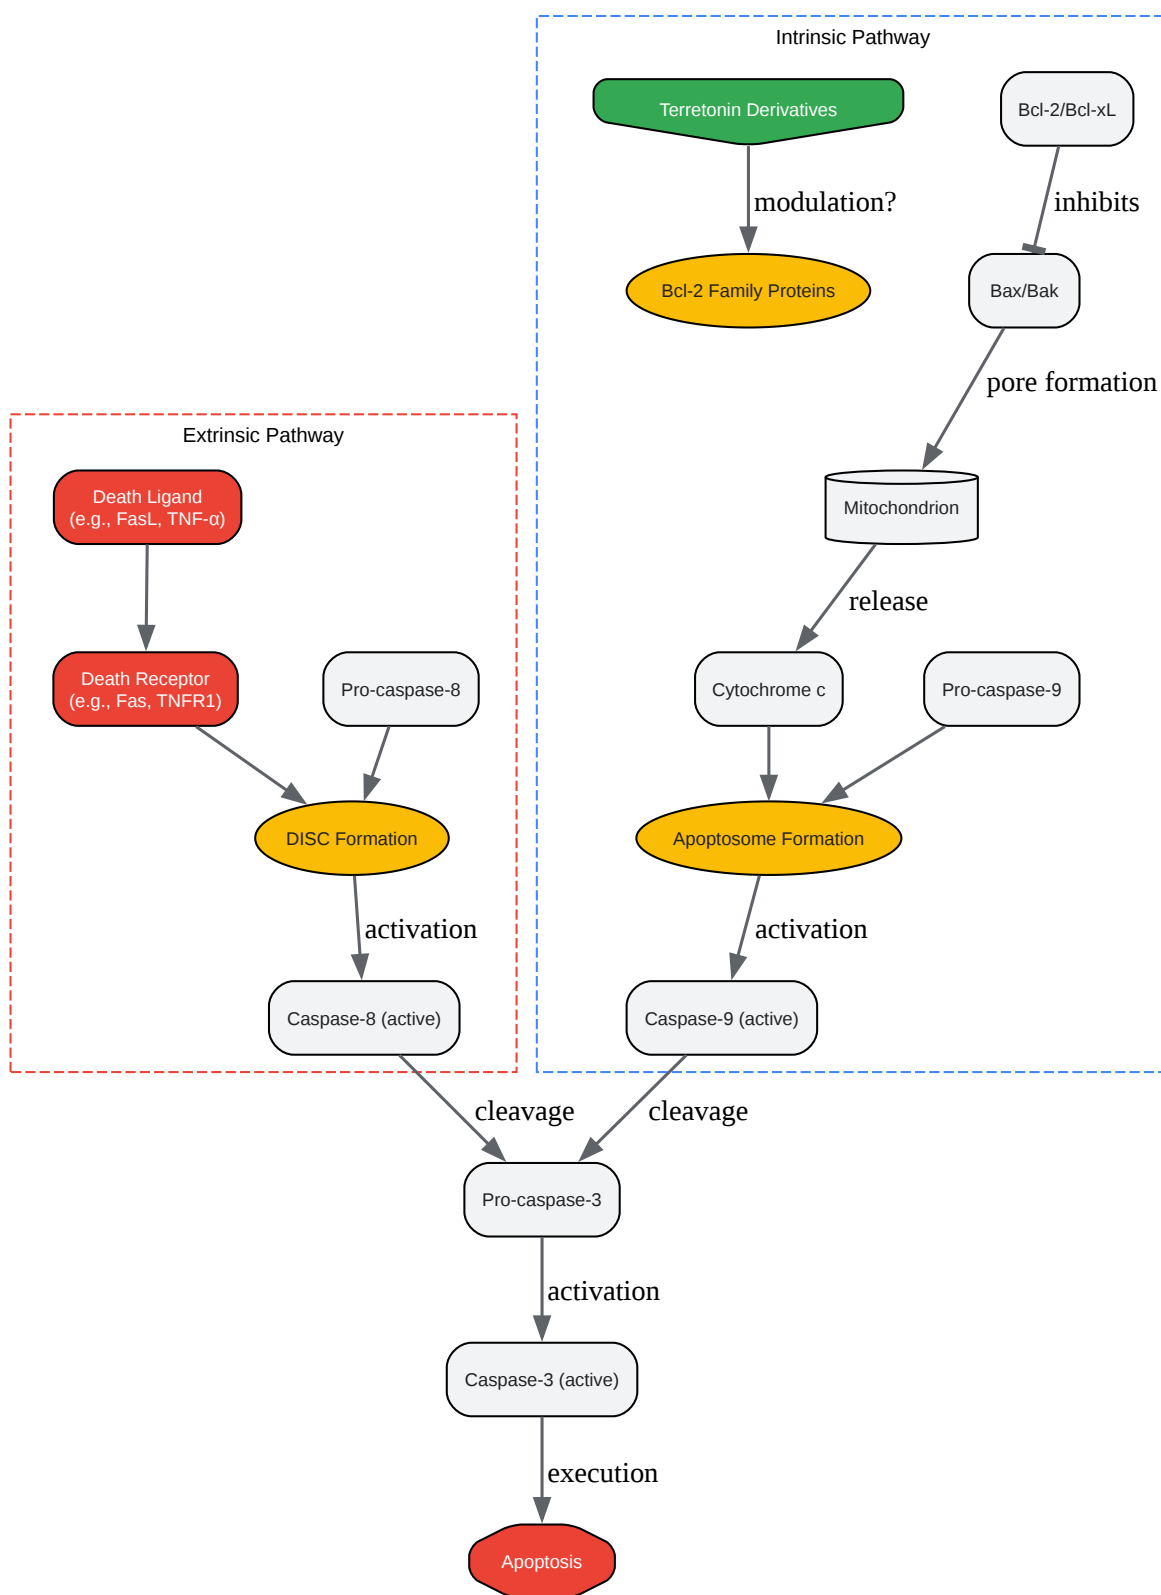 Intrinsic Pathway
Terretonin Derivatives
Bcl-2/Bcl-xL
modulation?
inhibits
Bcl-2 Family Proteins
Bax/Bak
pore formation
Extrinsic Pathway
Death Ligand
(e.g., FasL, TNF-α)
Mitochondrion
release
Death Receptor
(e.g., Fas, TNFR1)
Pro-caspase-8
Cytochrome c
Pro-caspase-9
DISC Formation
Apoptosome Formation
activation
activation
Caspase-8 (active)
Caspase-9 (active)
cleavage
cleavage
Pro-caspase-3
activation
Caspase-3 (active)
execution
Apoptosis